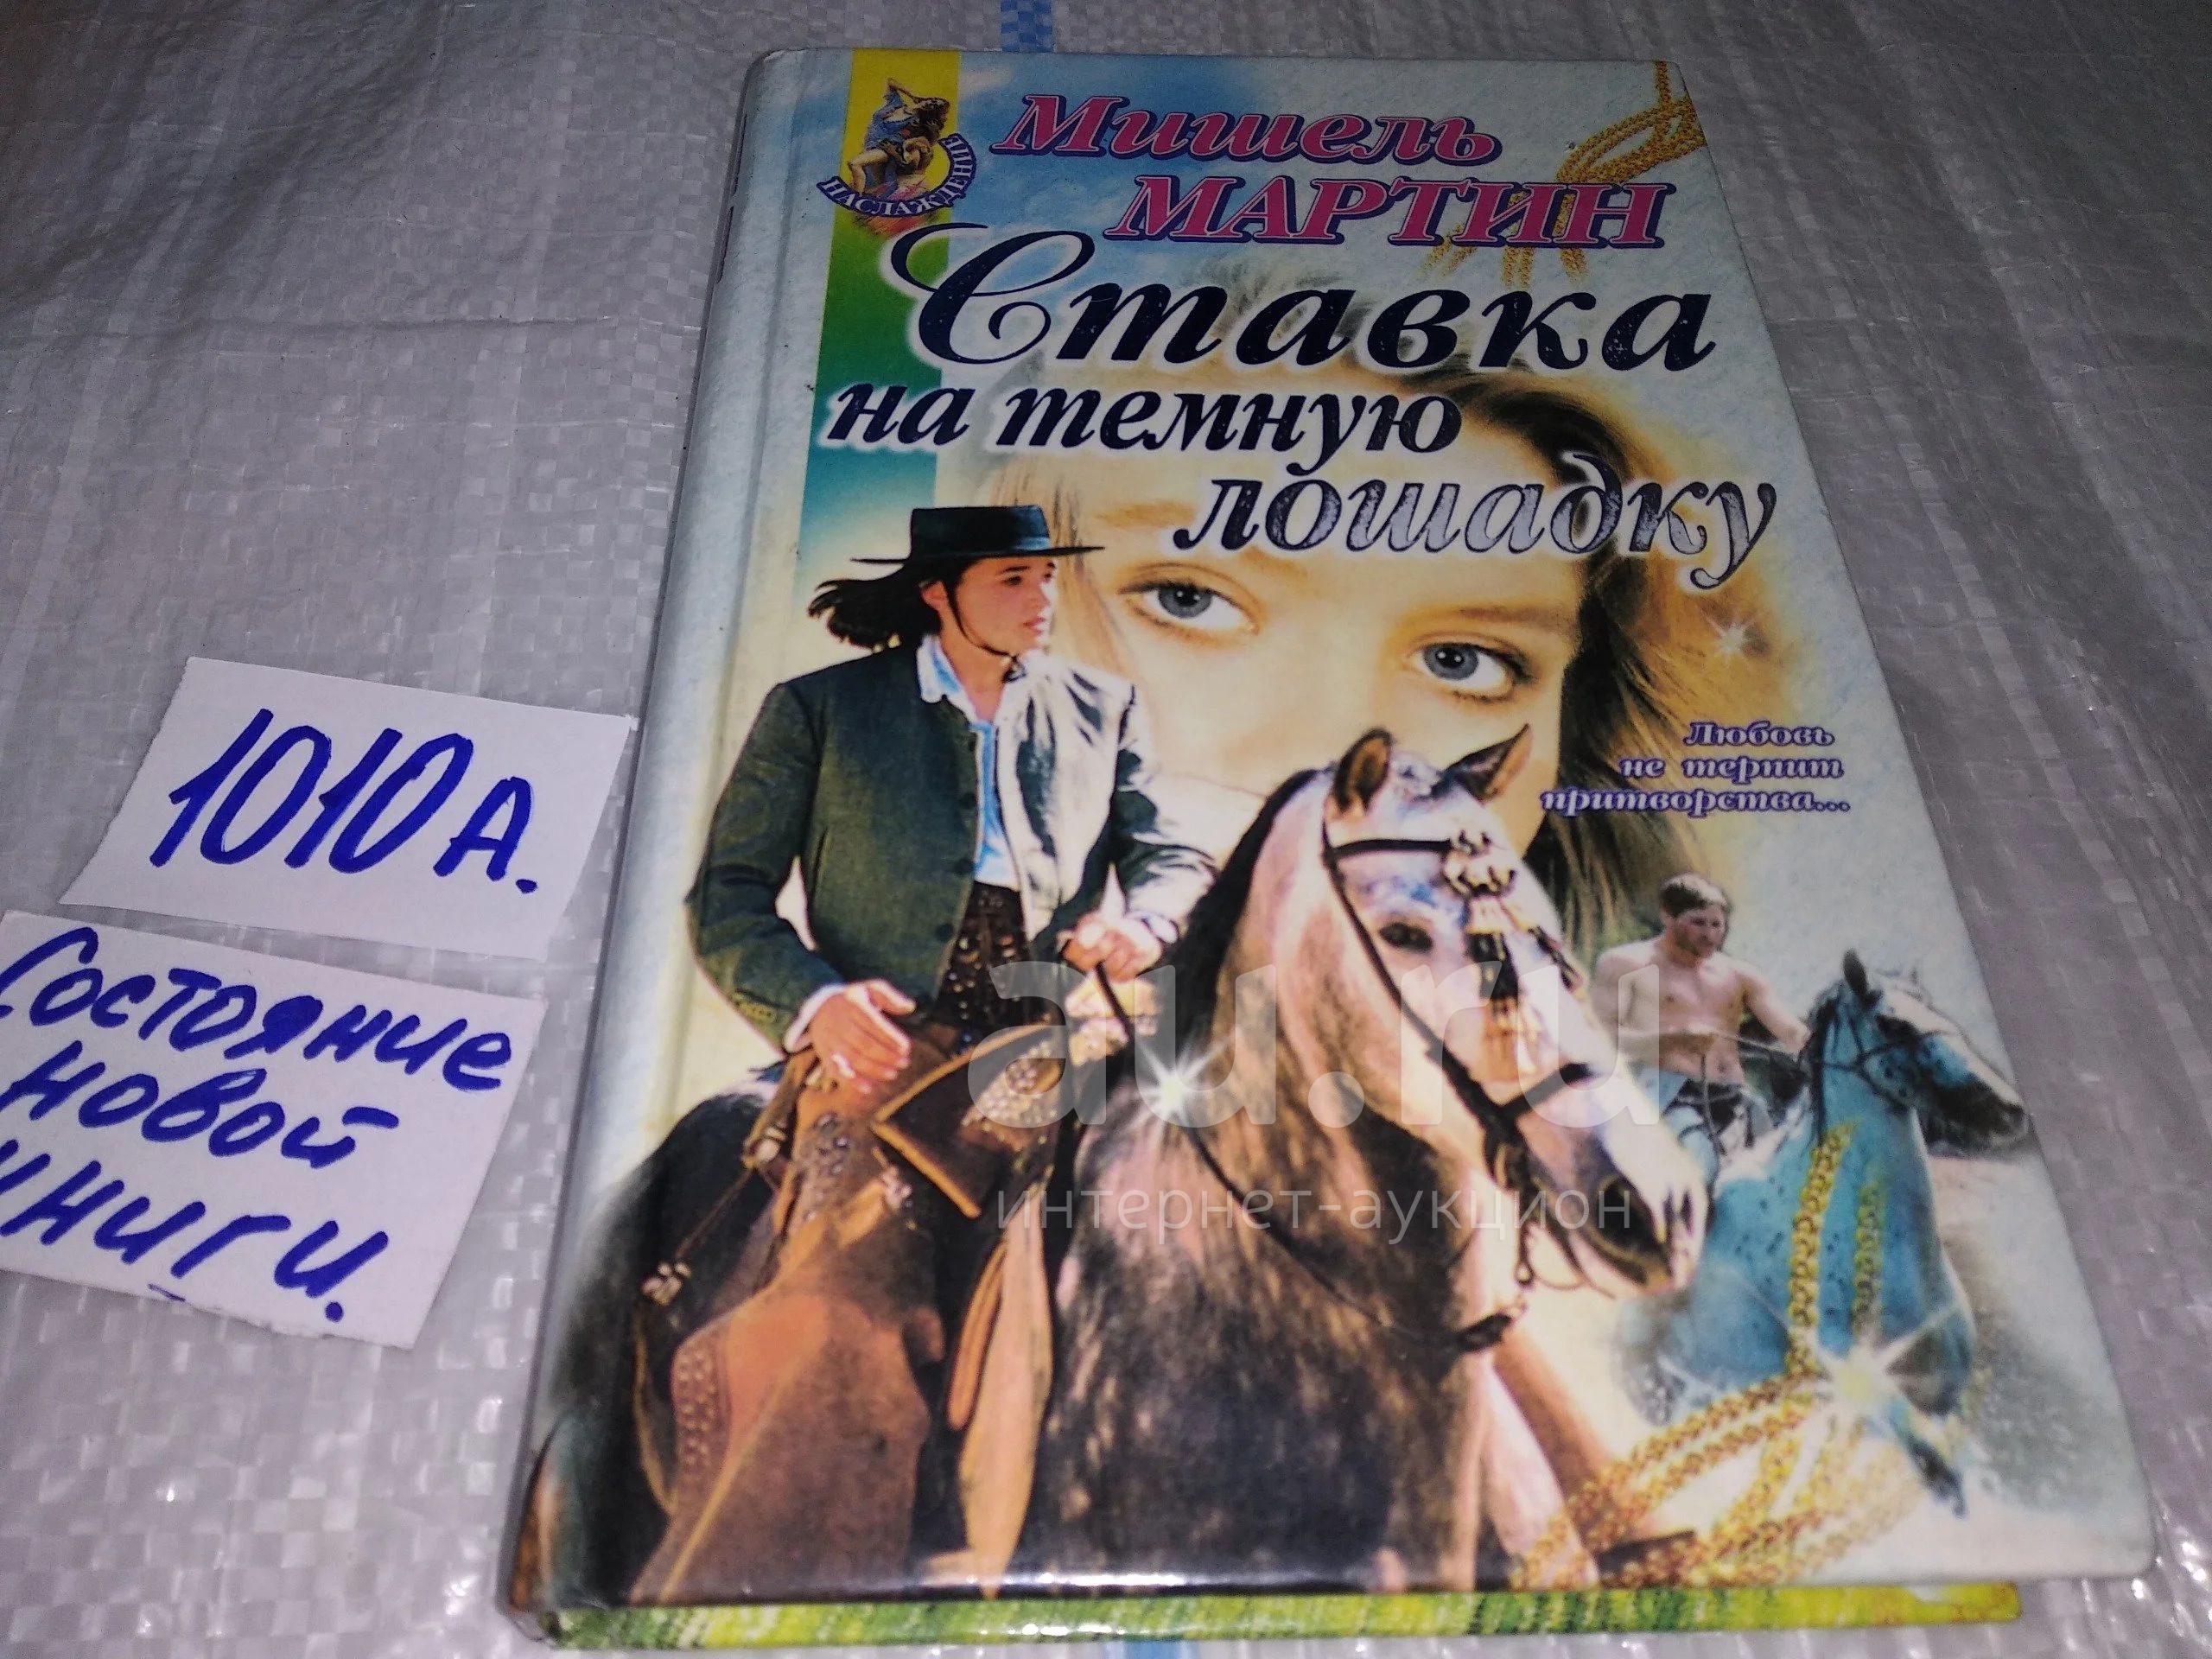 НАСЛАЖДЕНИЕ
Мишель
МАРТИН
Ставка
на темную
лошадку
Любовь
не терпит
притворства...
1010 А.
Состояние
новой
книги.
au.ru
интернет-аукцион